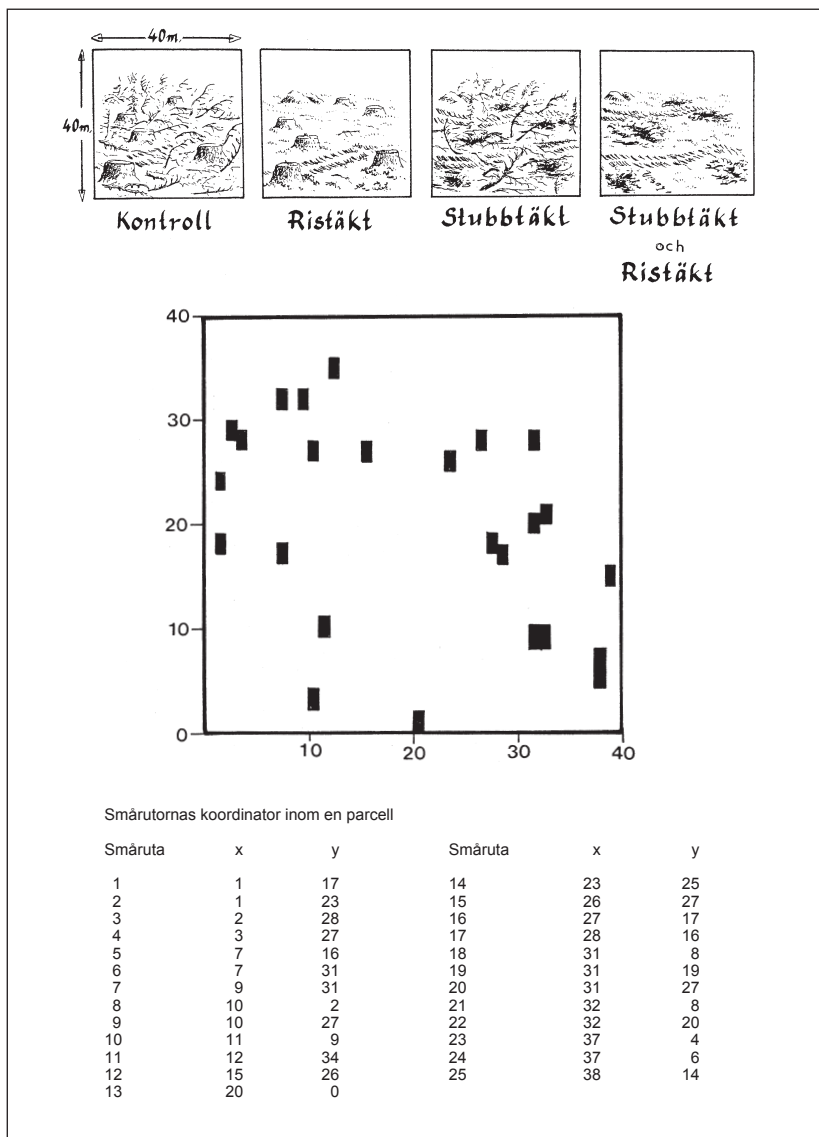 40m.
40m.
Kontroll
Ristäkt
Stubbtäkt
Stubbtäkt
och
Ristäkt
40
30
20
10
0
10
20
30
40
Smårutornas koordinator inom en parcell
Småruta x y Småruta x y
1 1 17 14 23 25
2 1 23 15 26 27
3 2 28 16 27 17
4 3 27 17 28 16
5 7 16 18 31 8
6 7 31 19 31 19
7 9 31 20 31 27
8 10 2 21 32 8
9 10 27 22 32 20
10 11 9 23 37 4
11 12 34 24 37 6
12 15 26 25 38 14
13 20 0